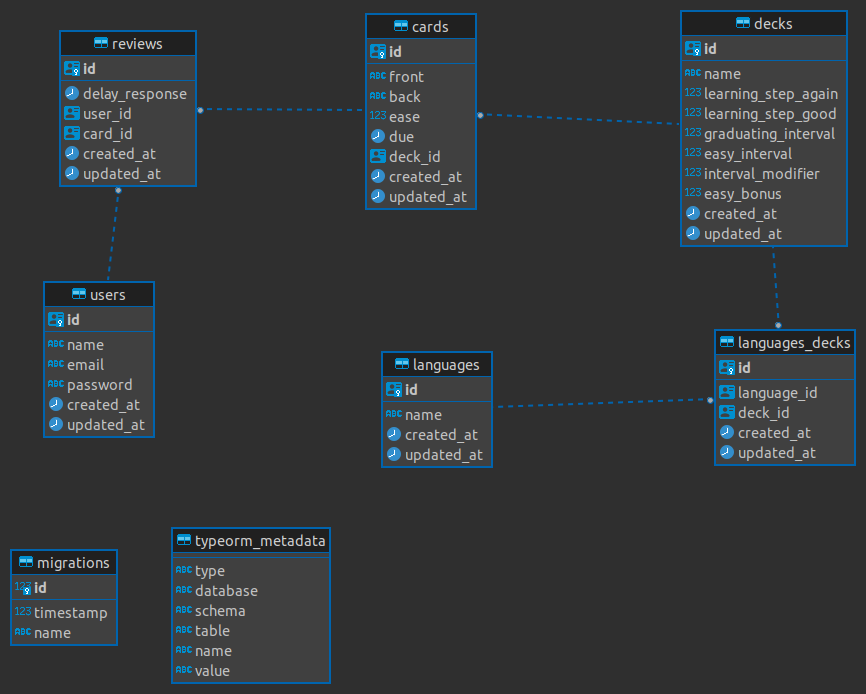 reviews
id
delay_response
user_id
card_id
created_at
updated_at
cards
id
ABC front
ABC back
123 ease
due
deck_id
created_at
updated_at
decks
id
ABC name
123 learning_step_again
123 learning_step_good
123 graduating_interval
123 easy_interval
123 interval_modifier
123 easy_bonus
created_at
updated_at
users
id
ABC name
ABC email
ABC password
created_at
updated_at
languages
id
ABC name
created_at
updated_at
languages_decks
id
language_id
deck_id
created_at
updated_at
migrations
123 id
123 timestamp
ABC name
typeorm_metadata
ABC type
ABC database
ABC schema
ABC table
ABC name
ABC value